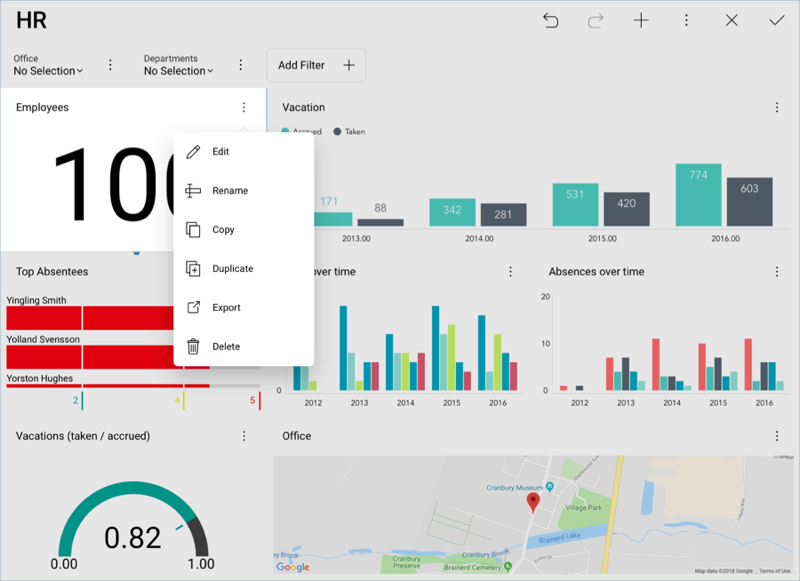 HR
Office
No Selection
Departments
No Selection
Add Filter
Employees
Edit
Rename
Copy
Duplicate
Export
Delete
Vacation
Accrued
Taken
171
88
342
281
531
420
774
603
2013.00
2014.00
2015.00
2016.00
Top Absentees
Yingling Smith
Yolland Svensson
Yorston Hughes
2
4
5
over time
0
2012
2013
2014
2015
2016
Absences over time
20
10
0
2012
2013
2014
2015
2016
Vacations (taken / accrued)
0.82
0.00
1.00
Office
Cranbury Museum
Village Park
Brainerd Lake
Cranbury Brook
Cranbury
Preserve
Brainerd Cemetery
Google
Map data ©2018 Google
Terms of Use